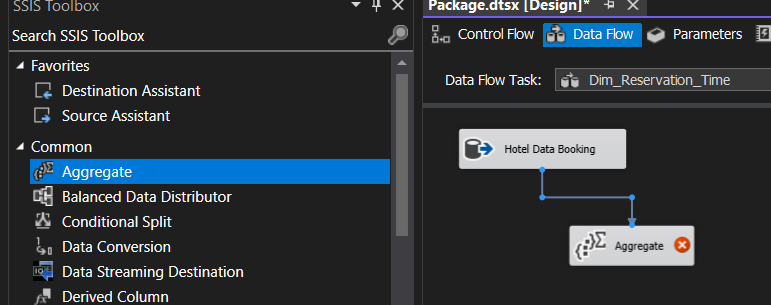 SSIS Toolbox
Search SSIS Toolbox
Favorites
Destination Assistant
Source Assistant
Common
Aggregate
Balanced Data Distributor
Conditional Split
Data Conversion
Data Streaming Destination
Derived Column
Package.dtsx [Design]*
Control Flow
Data Flow
Parameters
Data Flow Task:
Dim_Reservation_Time
Hotel Data Booking
Aggregate